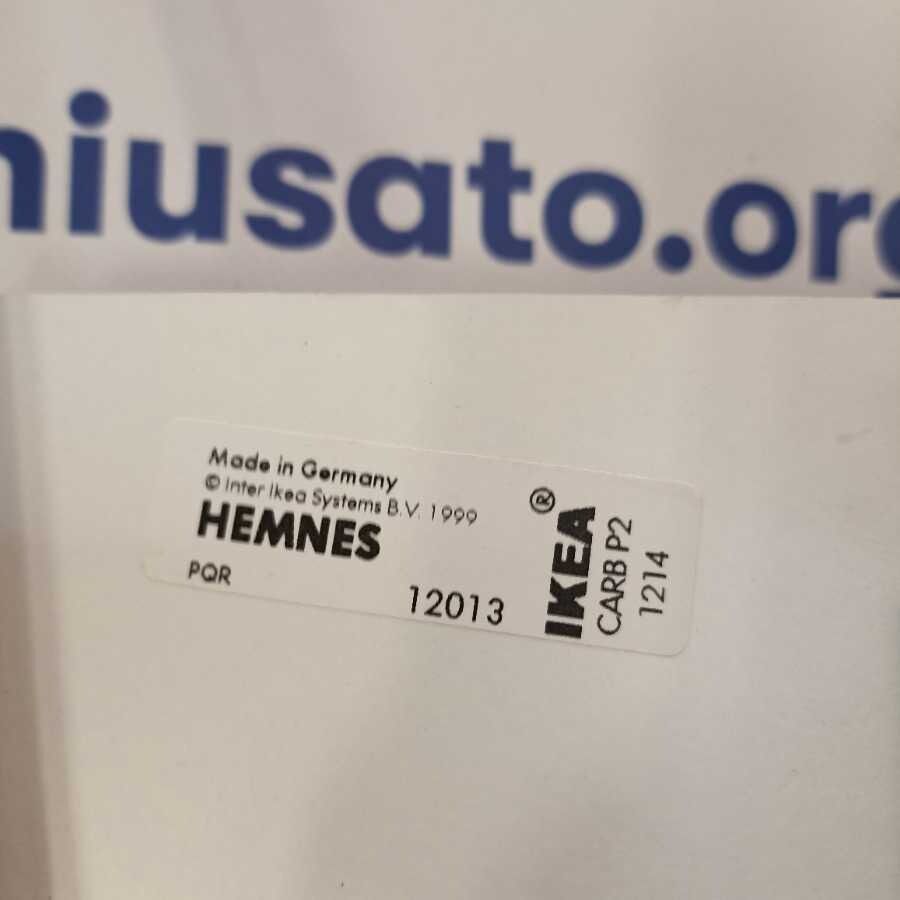 niusato.org
Made in Germany
© Inter Ikea Systems B.V. 1999
HEMNES
PQR
12013
IKEA®
CARB P2
1214